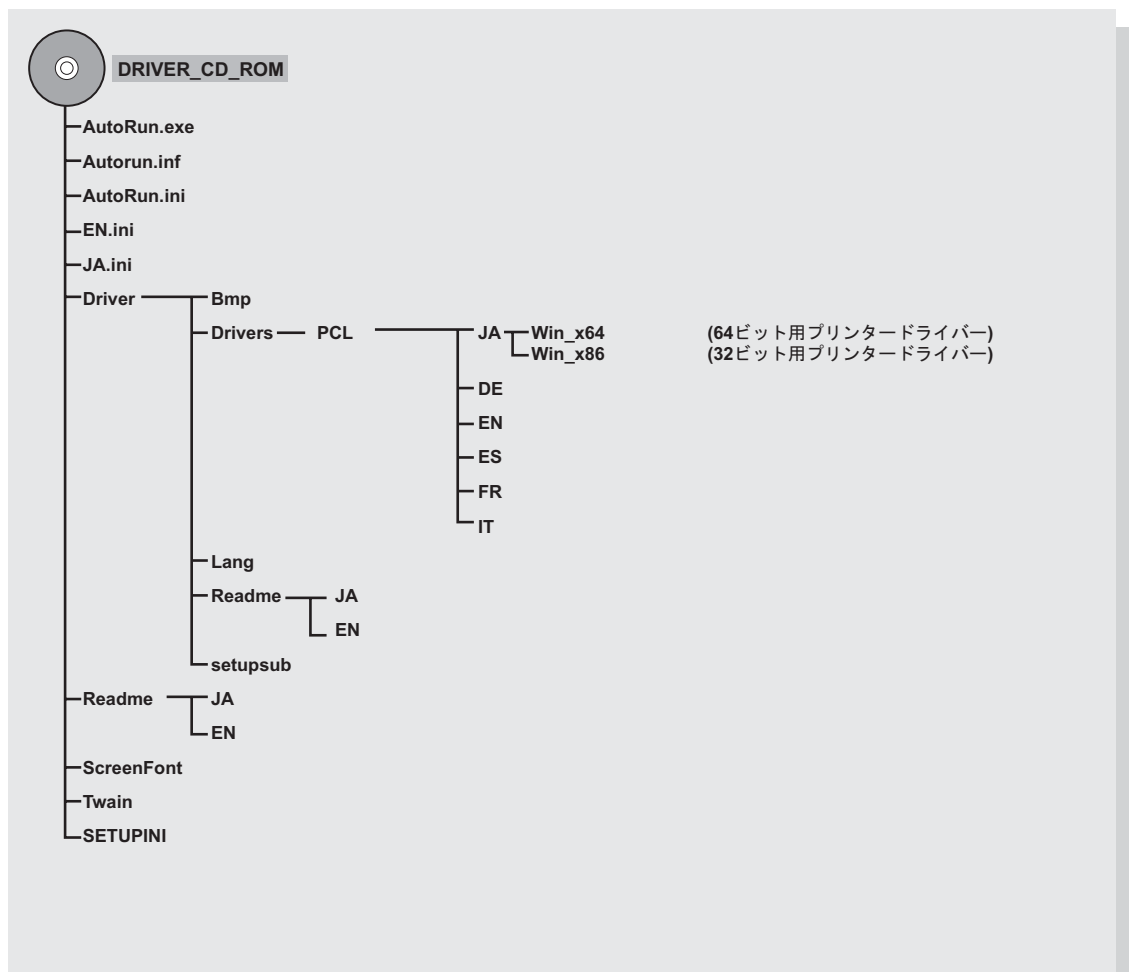 DRIVER_CD_ROM
AutoRun.exe
Autorun.inf
AutoRun.ini
EN.ini
JA.ini
Driver Bmp
Drivers PCL JA Win_x64 (64ビット用プリンタードライバー)
Win_x86 (32ビット用プリンタードライバー)
DE
EN
ES
FR
IT
Lang
Readme JA
EN
setupsub
Readme JA
EN
ScreenFont
Twain
SETUPINI